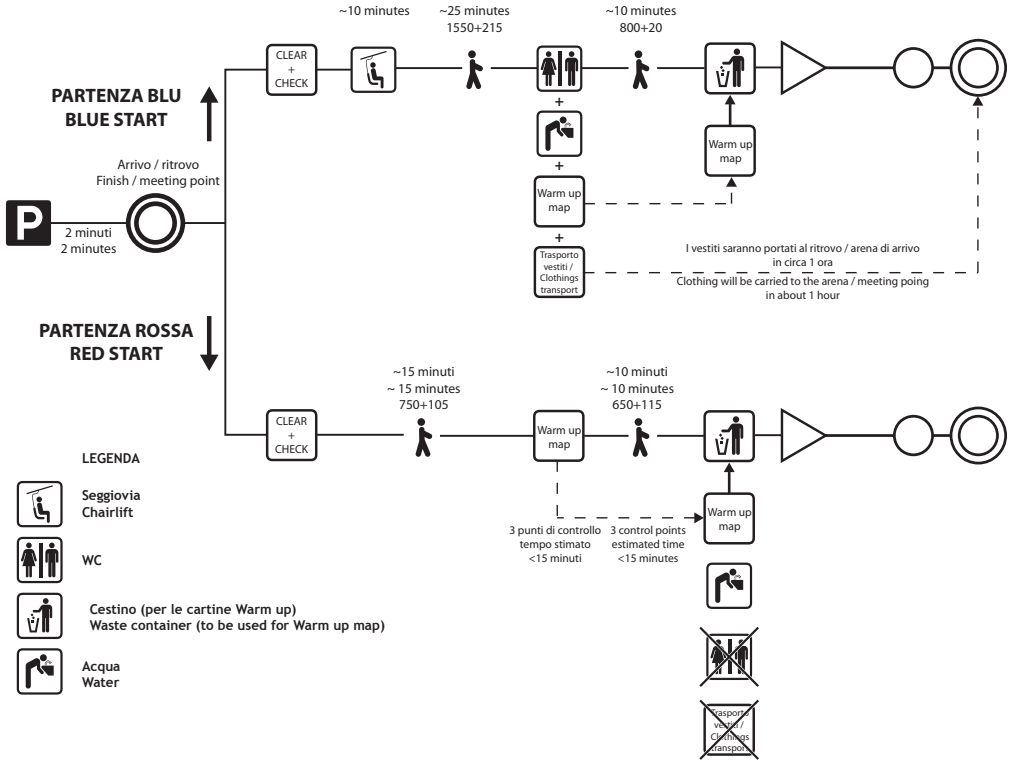 ~10 minutes
~25 minutes
1550+215
~10 minutes
800+20
CLEAR
+
CHECK
PARTENZA BLU
BLUE START
+
Warm up
map
+
Warm up
map
+
Trasporto
vestiti /
Clothings
transport
Arrivo / ritrovo
Finish / meeting point
P
2 minuti
2 minutes
I vestiti saranno portati al ritrovo / arena di arrivo
in circa 1 ora
Clothing will be carried to the arena / meeting poing
in about 1 hour
PARTENZA ROSSA
RED START
~15 minuti
~ 15 minutes
750+105
~10 minuti
~ 10 minutes
650+115
CLEAR
+
CHECK
Warm up
map
Warm up
map
3 punti di controllo
tempo stimato
<15 minuti
3 control points
estimated time
<15 minutes
Trasporto
vestiti /
Clothings
transport
LEGENDA
Seggiovia
Chairlift
WC
Cestino (per le cartine Warm up)
Waste container (to be used for Warm up map)
Acqua
Water